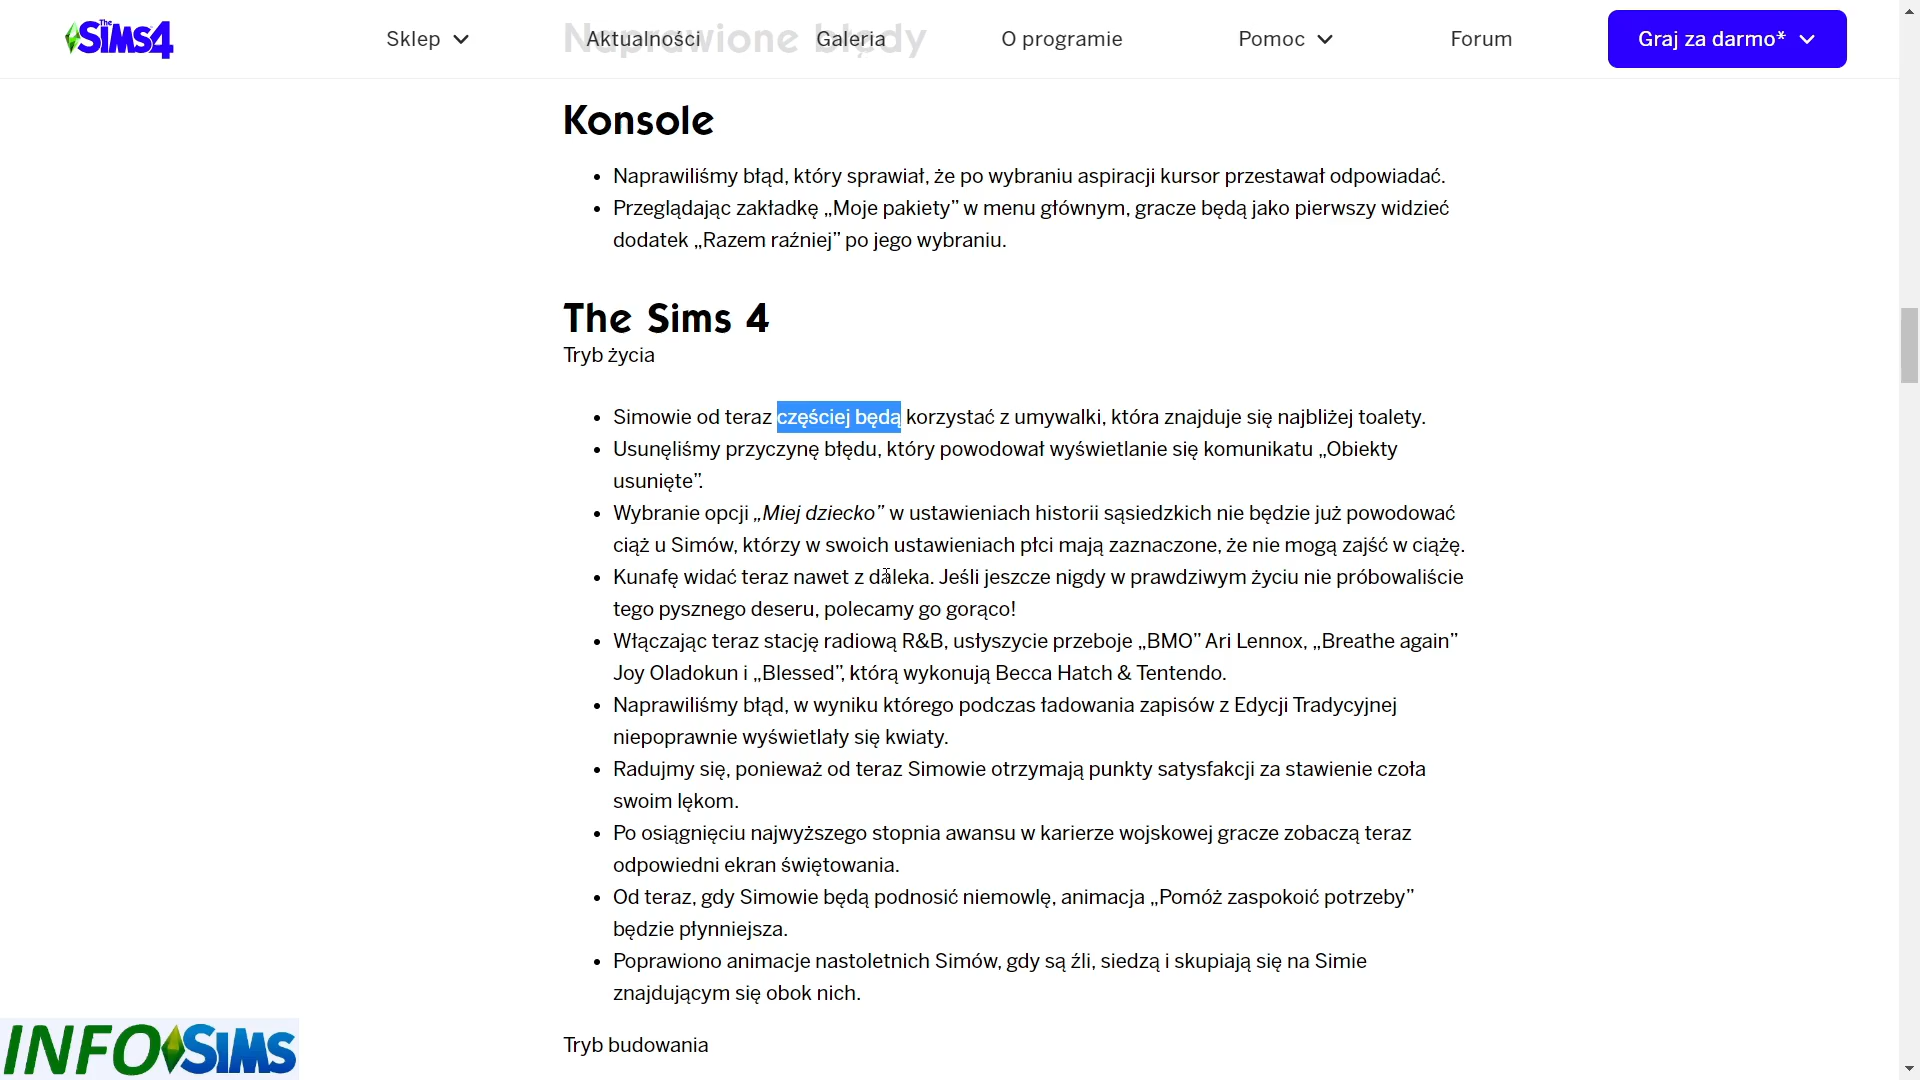 The Sims 4
Sklep
Aktualności
Galeria
O programie
Pomoc
Forum
Graj za darmo*
Naprawione błędy
Konsole
• Naprawiliśmy błąd, który sprawiał, że po wybraniu aspiracji kursor przestawał odpowiadać.
• Przeglądając zakładkę „Moje pakiety” w menu głównym, gracze będą jako pierwszy widzieć
dodatek „Razem raźniej” po jego wybraniu.
The Sims 4
Tryb życia
• Simowie od teraz częściej będą korzystać z umywalki, która znajduje się najbliżej toalety.
• Usunęliśmy przyczynę błędu, który powodował wyświetlanie się komunikatu „Obiekty
usunięte”.
• Wybranie opcji „Miej dziecko” w ustawieniach historii sąsiedzkich nie będzie już powodować
ciąż u Simów, którzy w swoich ustawieniach płci mają zaznaczone, że nie mogą zajść w ciążę.
• Kunafę widać teraz nawet z daleka. Jeśli jeszcze nigdy w prawdziwym życiu nie próbowaliście
tego pysznego deseru, polecamy go gorąco!
• Włączając teraz stację radiową R&B, usłyszycie przeboje „BMO” Ari Lennox, „Breathe again”
Joy Oladokun i „Blessed”, którą wykonują Becca Hatch & Tentendo.
• Naprawiliśmy błąd, w wyniku którego podczas ładowania zapisów z Edycji Tradycyjnej
niepoprawnie wyświetlały się kwiaty.
• Radujmy się, ponieważ od teraz Simowie otrzymają punkty satysfakcji za stawienie czoła
swoim lękom.
• Po osiągnięciu najwyższego stopnia awansu w karierze wojskowej gracze zobaczą teraz
odpowiedni ekran świętowania.
• Od teraz, gdy Simowie będą podnosić niemowlę, animacja „Pomóż zaspokoić potrzeby”
będzie płynniejsza.
• Poprawiono animacje nastoletnich Simów, gdy są źli, siedzą i skupiają się na Simie
znajdującym się obok nich.
Tryb budowania
INFO SIMS